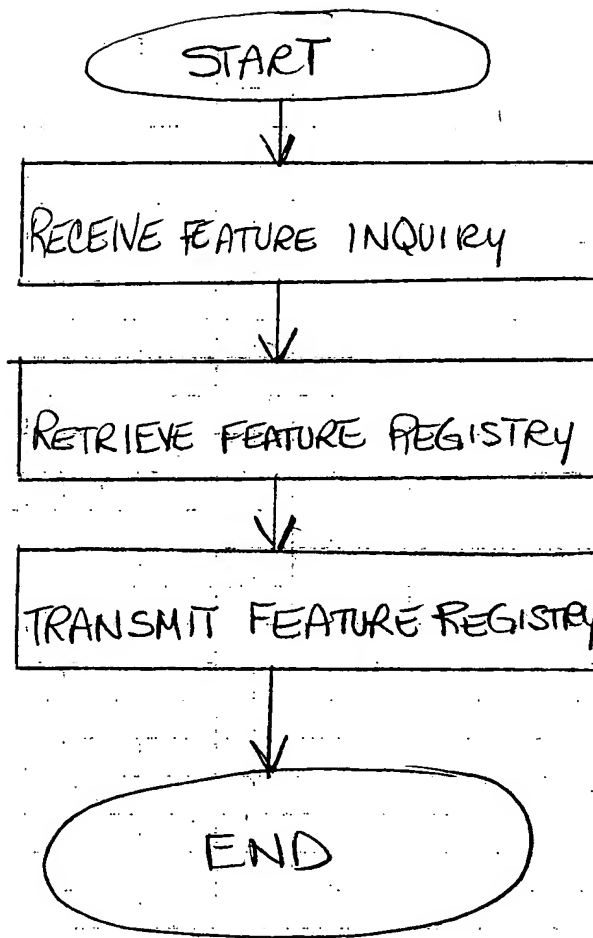 START
RECEIVE FEATURE INQUIRY
RETRIEVE FEATURE REGISTRY
TRANSMIT FEATURE REGISTRY
END